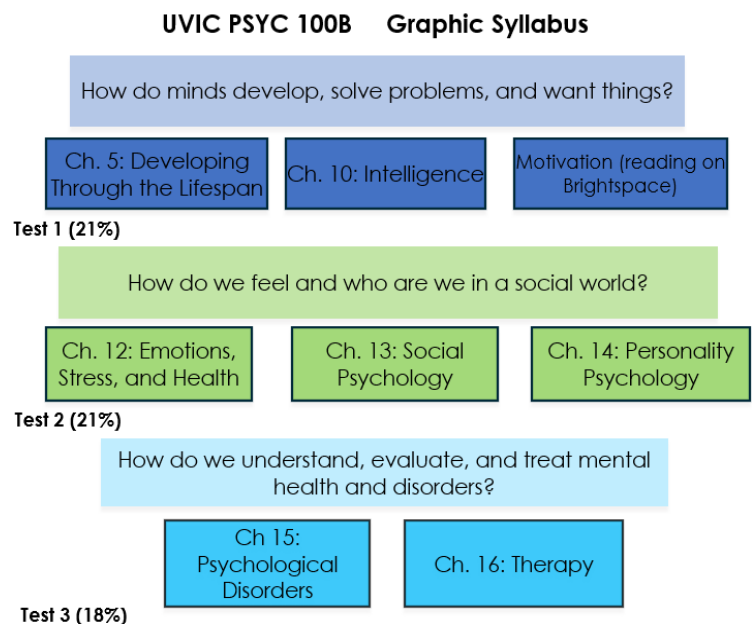 UVIC PSYC 100B Graphic Syllabus
How do minds develop, solve problems, and want things?
Ch. 5: Developing
Through the Lifespan
Ch. 10: Intelligence
Motivation (reading on
Brightspace)
Test 1 (21%)
How do we feel and who are we in a social world?
Ch. 12: Emotions,
Stress, and Health
Ch. 13: Social
Psychology
Ch. 14: Personality
Psychology
Test 2 (21%)
How do we understand, evaluate, and treat mental
health and disorders?
Ch 15:
Psychological
Disorders
Ch. 16: Therapy
Test 3 (18%)